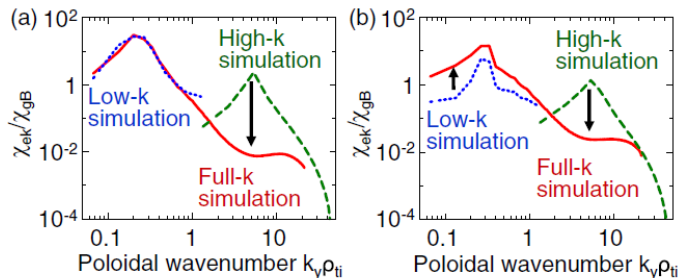 (a)
10²
1
10⁻²
10⁻⁴
χek/χgB
High-k
simulation
Low-k
simulation
Full-k
simulation
0.1
1
10
Poloidal wavenumber kyρti
(b)
10²
1
10⁻²
10⁻⁴
χek/χgB
High-k
simulation
Low-k
simulation
Full-k
simulation
0.1
1
10
Poloidal wavenumber kyρti